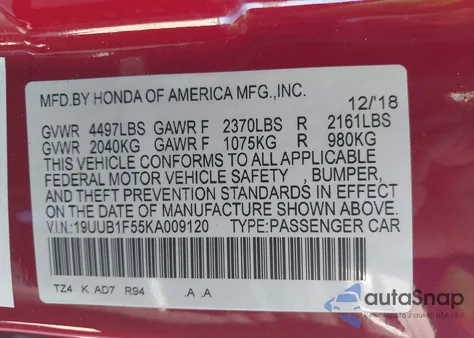 MFD.BY HONDA OF AMERICA MFG.,INC.
12/'18
GVWR 4497LBS GAWR F 2370LBS R 2161LBS
GVWR 2040KG GAWR F 1075KG R 980KG
THIS VEHICLE CONFORMS TO ALL APPLICABLE
FEDERAL MOTOR VEHICLE SAFETY , BUMPER,
AND THEFT PREVENTION STANDARDS IN EFFECT
ON THE DATE OF MANUFACTURE SHOWN ABOVE.
V.I.N:19UUB1F55KA009120 TYPE:PASSENGER CAR
TZ4 K AD7 R94 .A .A
autoSnap